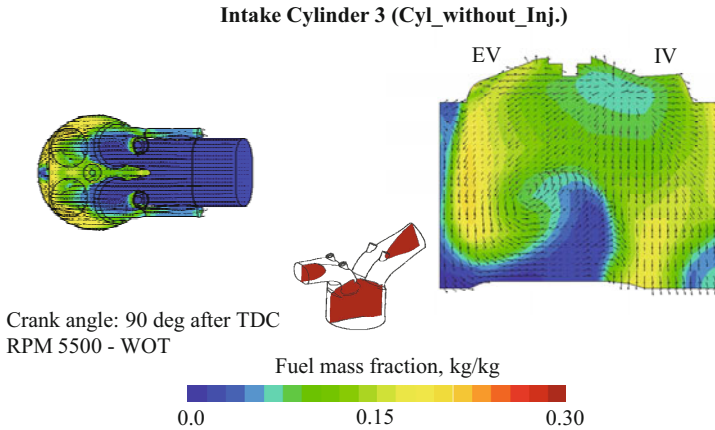 Intake Cylinder 3 (Cyl_without_Inj.)
EV
IV
Crank angle: 90 deg after TDC
RPM 5500 - WOT
Fuel mass fraction, kg/kg
0.0
0.15
0.30